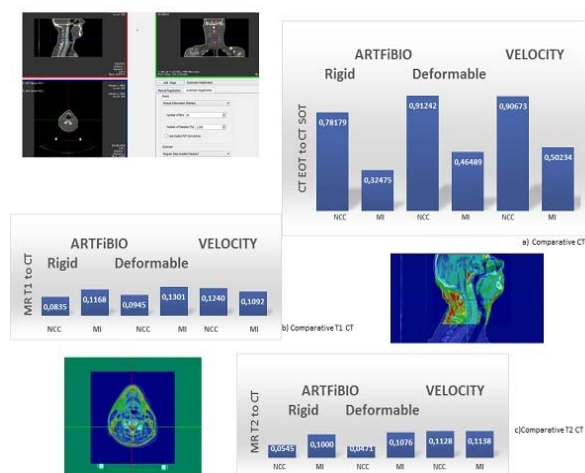 ARTFiBIO VELOCITY
Rigid Deformable
CT EOT to CT SOT
0,78179
0,32475
0,91242
0,46489
0,90673
0,50234
NCC MI NCC MI NCC MI
a) Comparative CT
ARTFiBIO VELOCITY
Rigid Deformable
MR T1 to CT
0,0835
0,1168
0,0945
0,1301
0,1240
0,1092
NCC MI NCC MI NCC MI
b) Comparative T1 CT
ARTFiBIO VELOCITY
Rigid Deformable
MR T2 to CT
0,0545
0,1000
0,0471
0,1076
0,1128
0,1138
NCC MI NCC MI NCC MI
c)Comparative T2 CT